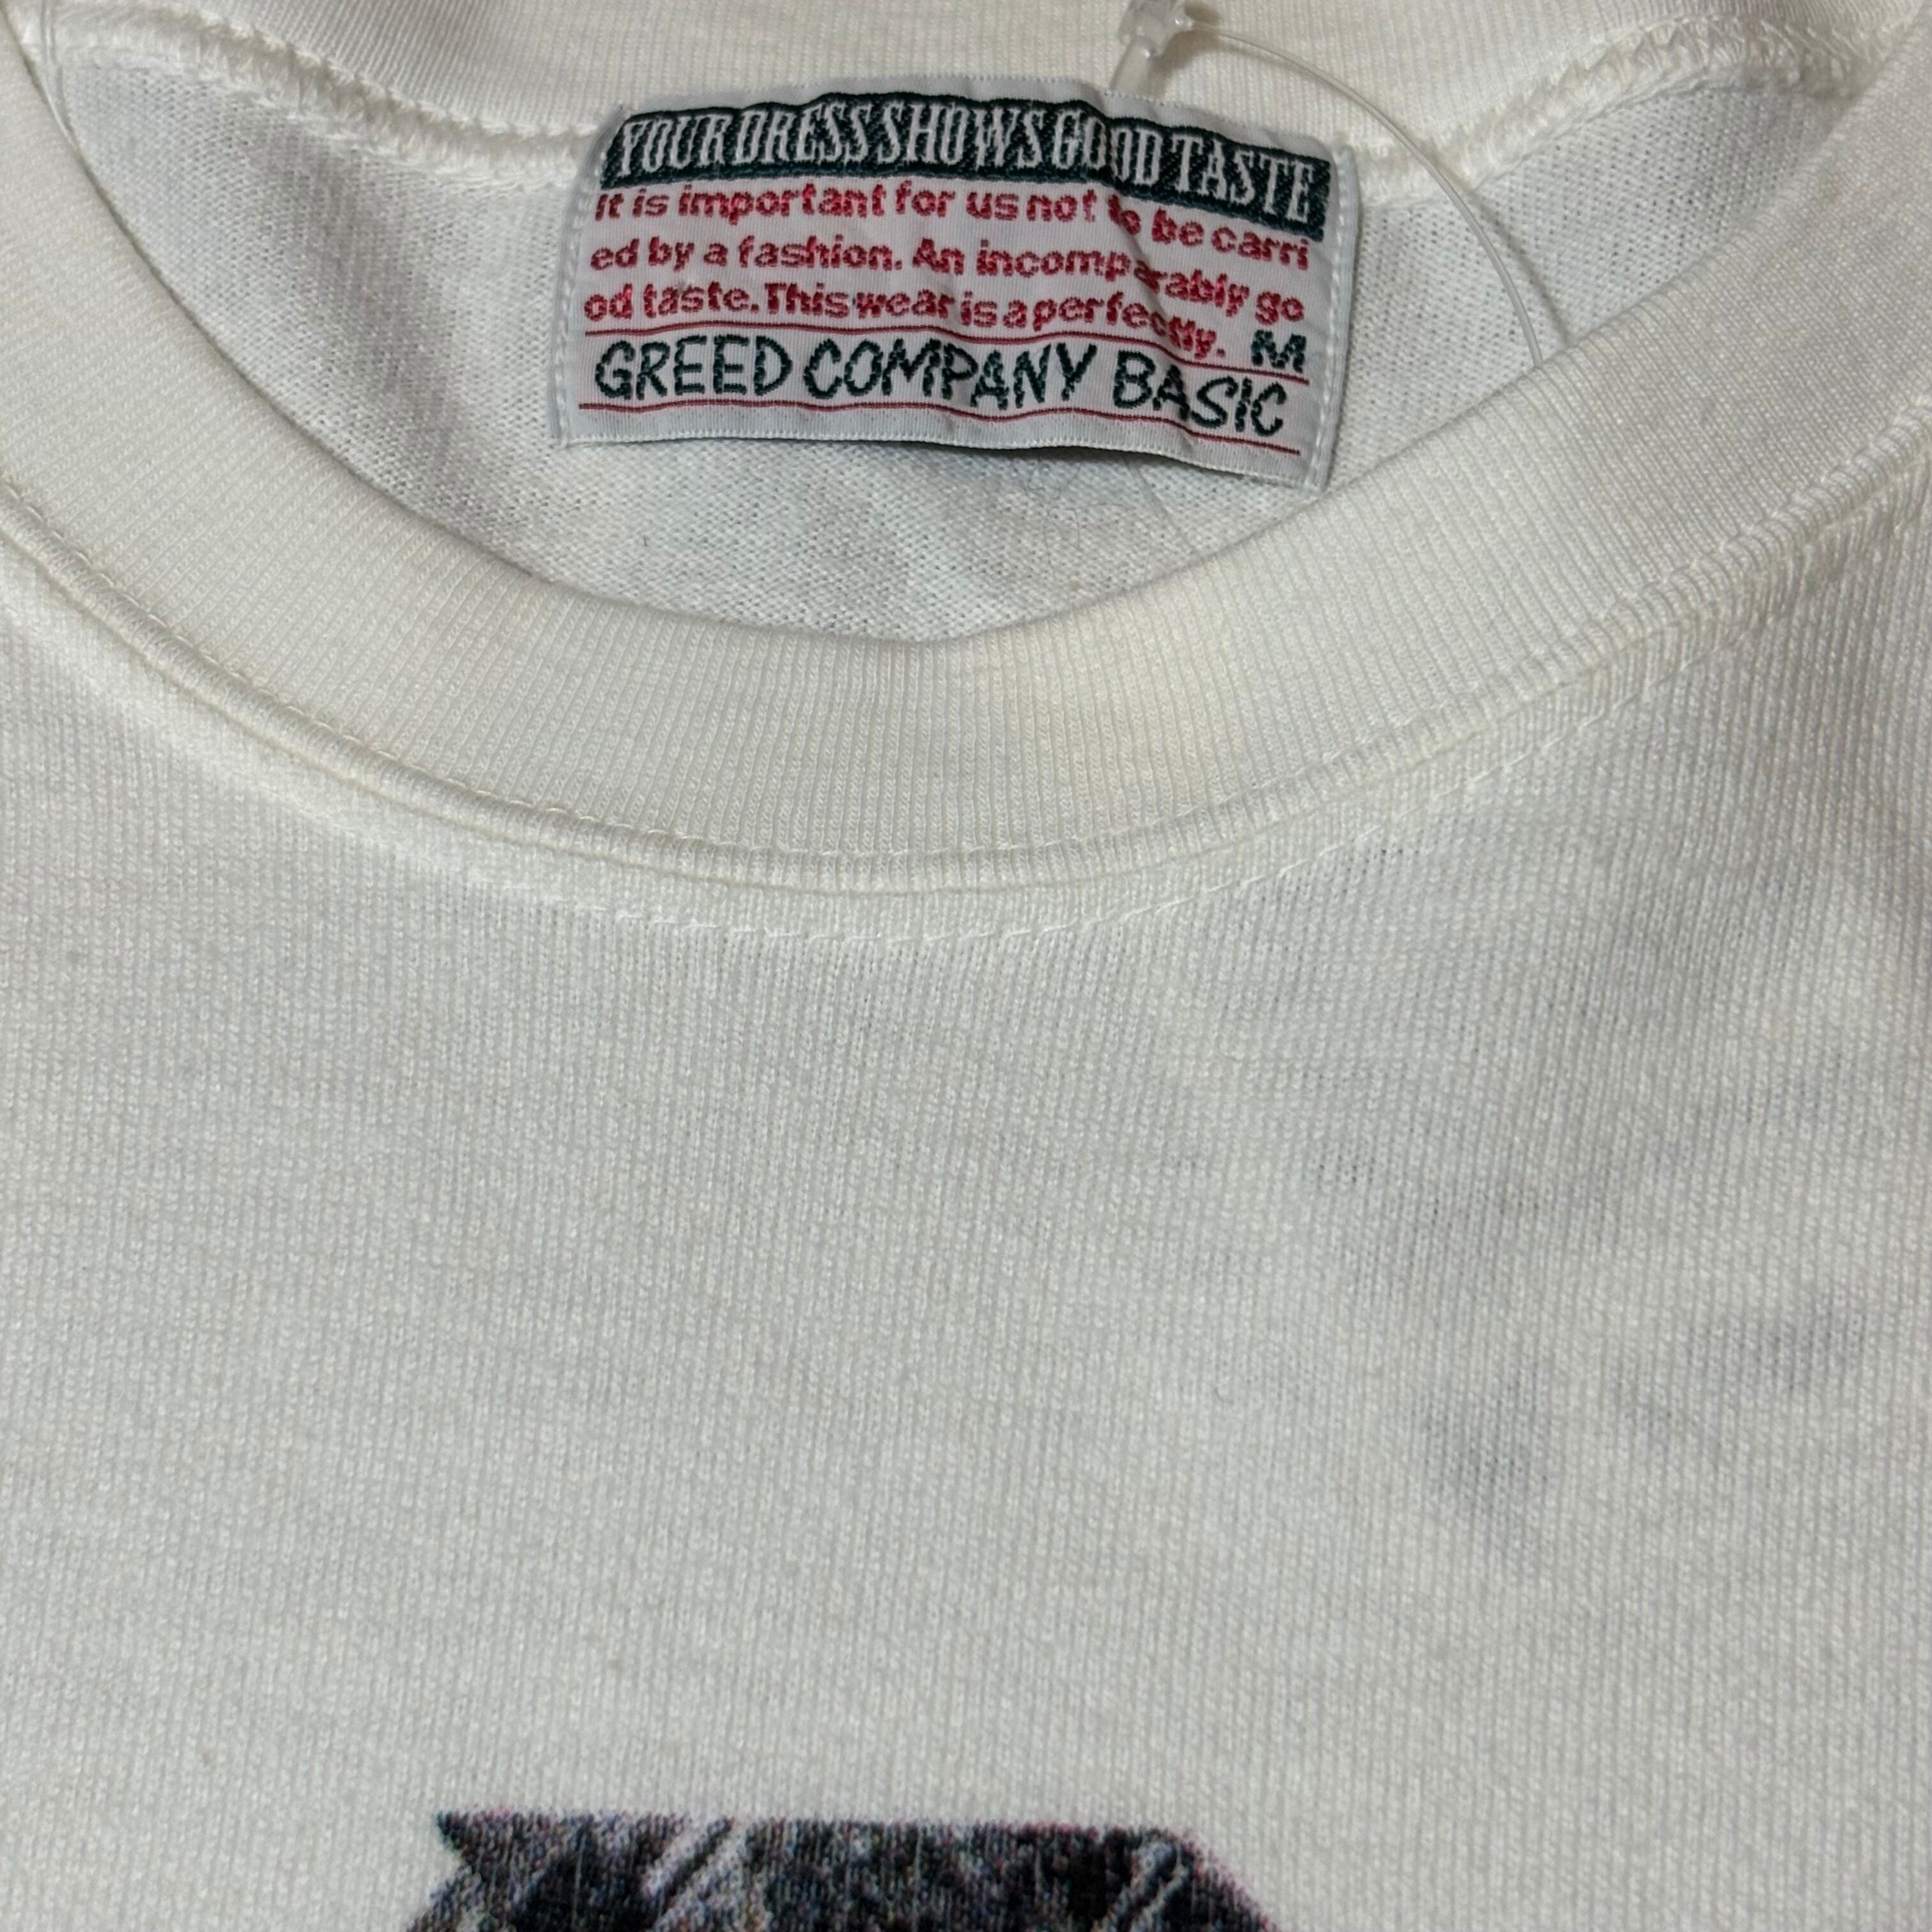 YOUR DRESS SHOWS GOOD TASTE
it is important for us not to be carri
ed by a fashion. An incomparably go
od taste. This wear is a perfectly. M
GREED COMPANY BASIC